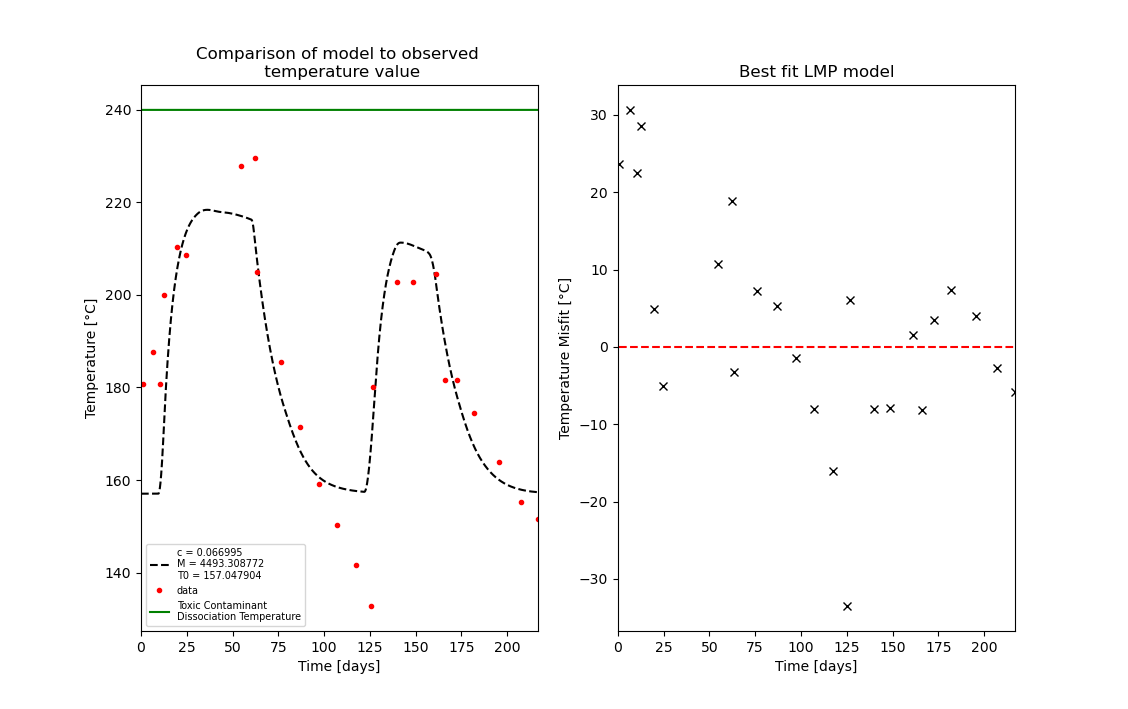 Comparison of model to observed
temperature value
Temperature [°C]
240
220
200
180
160
140
c = 0.066995
M = 4493.308772
T0 = 157.047904
data
Toxic Contaminant
Dissociation Temperature
0 25 50 75 100 125 150 175 200
Time [days]
Best fit LMP model
Temperature Misfit [°C]
30
20
10
0
−10
−20
−30
0 25 50 75 100 125 150 175 200
Time [days]